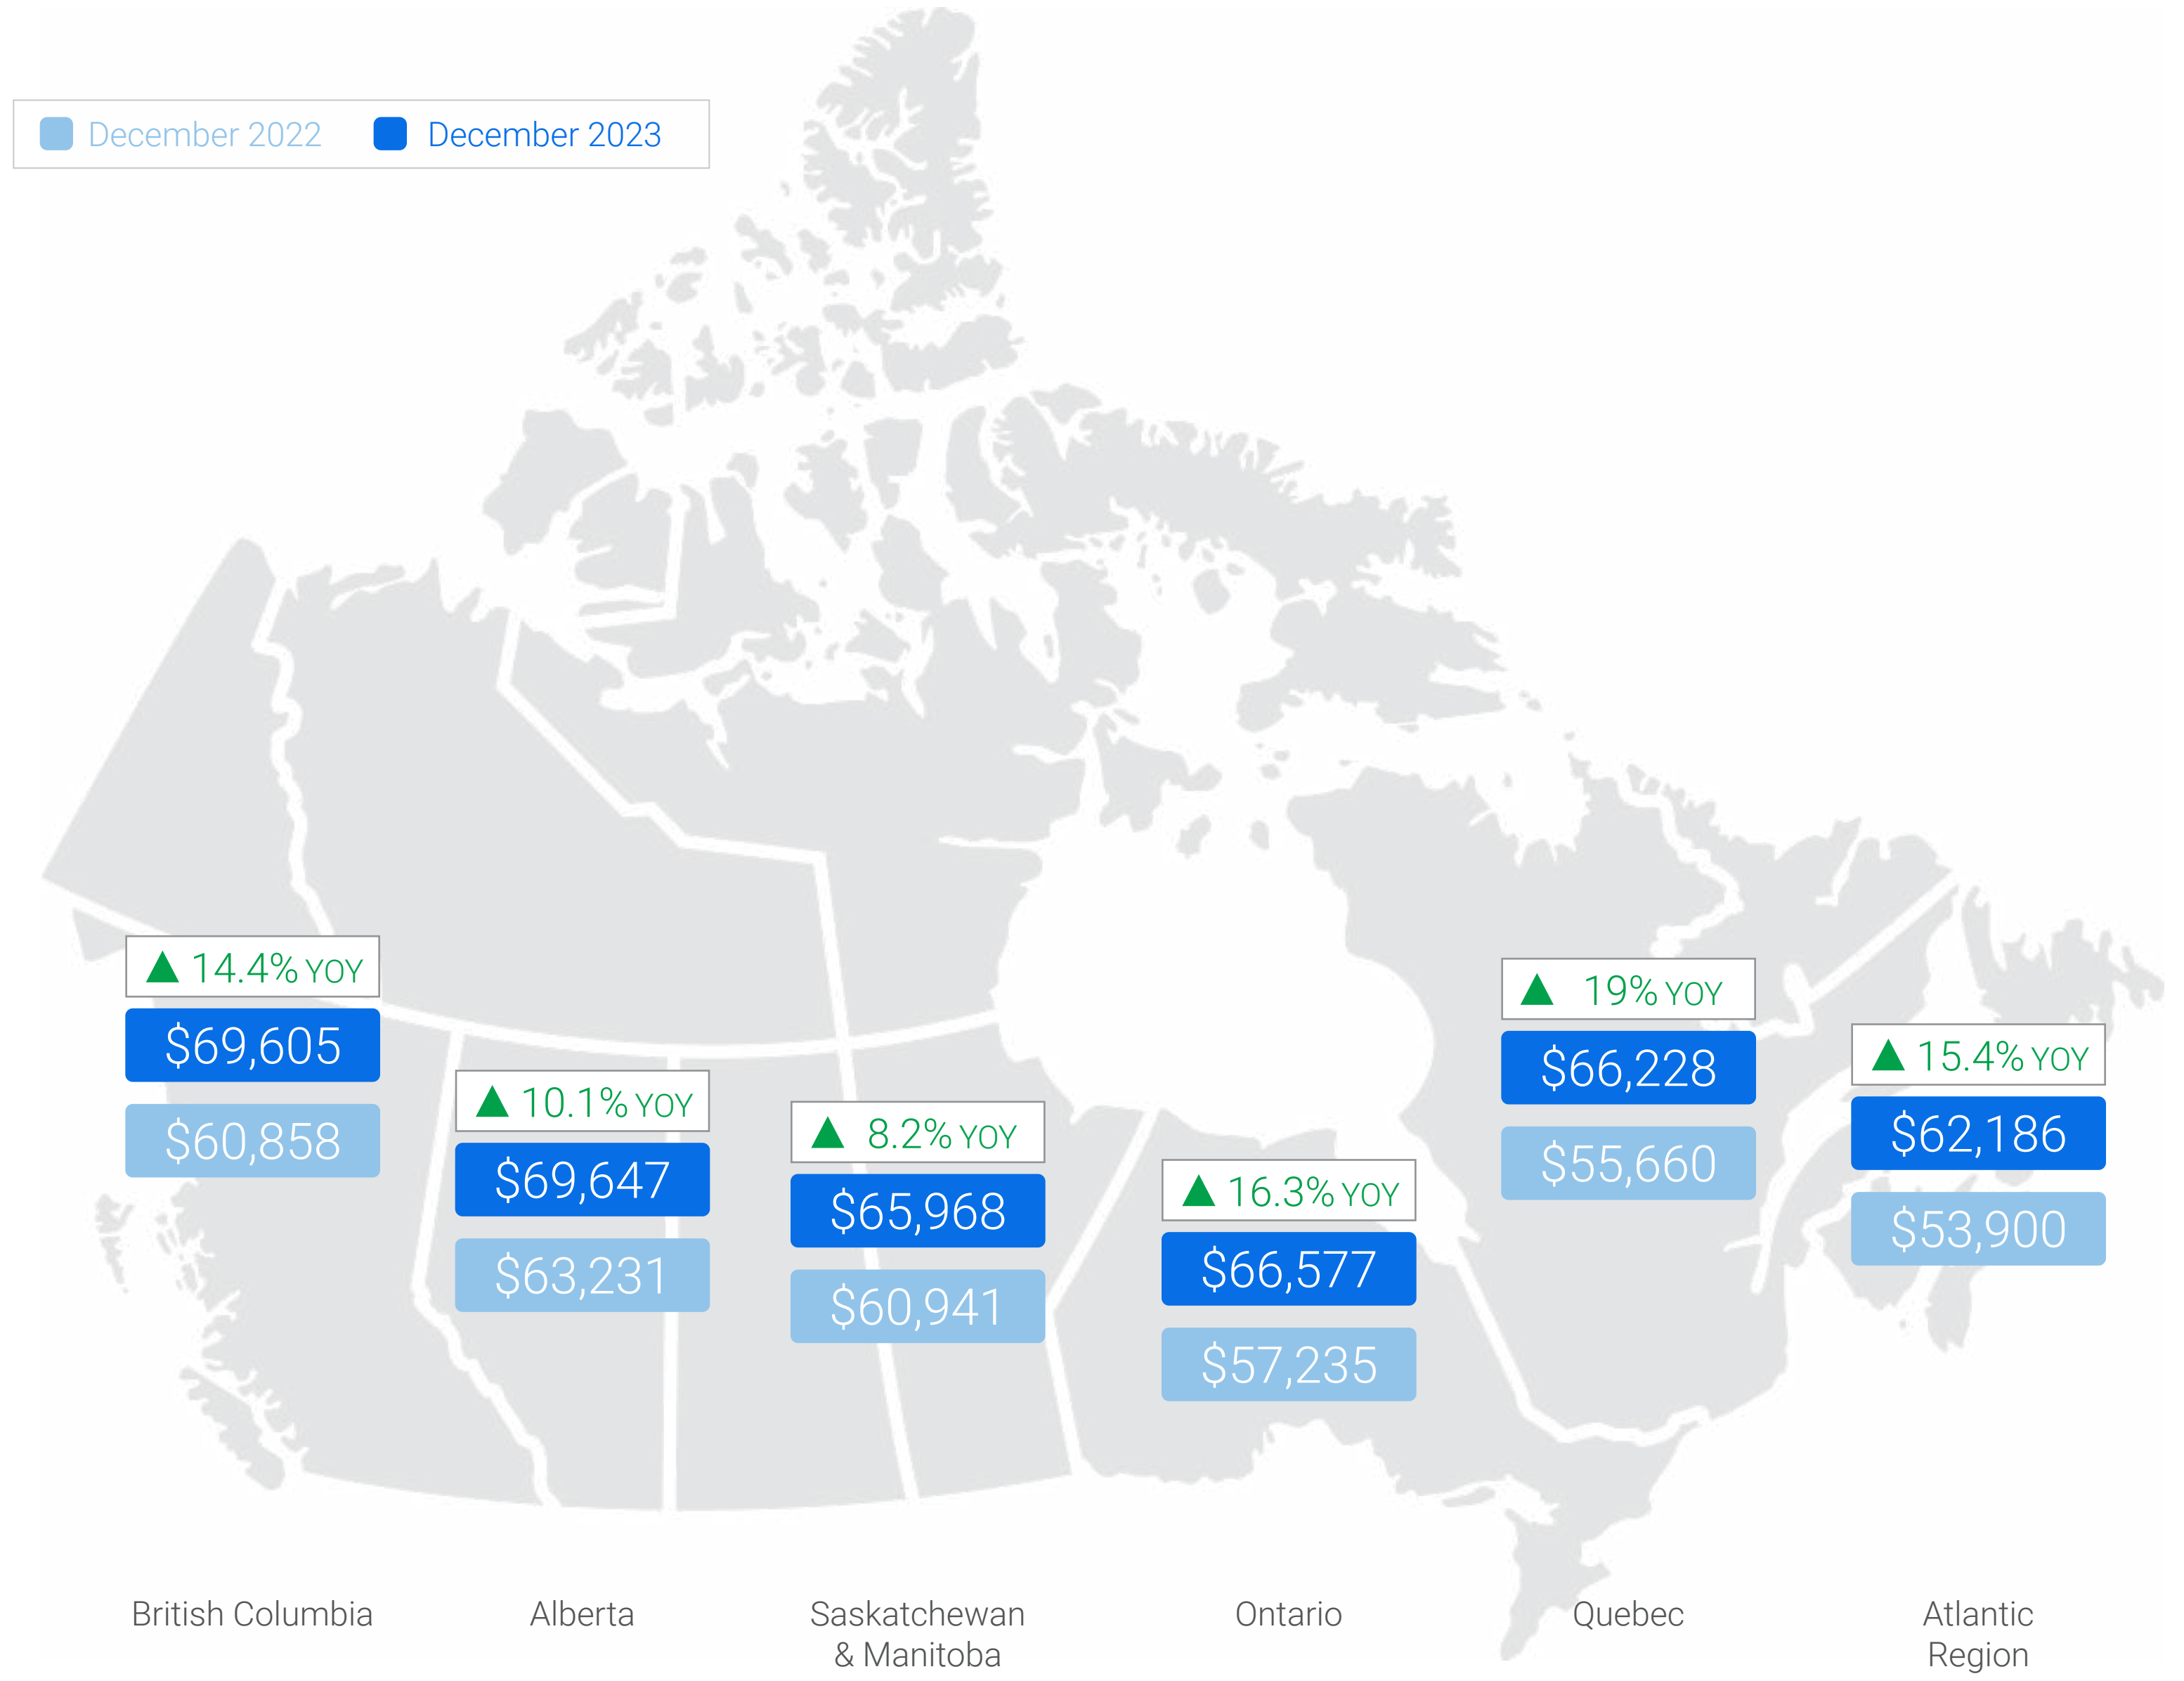 December 2022
December 2023
14.4% YOY
$69,605
$60,858
10.1% YOY
$69,647
$63,231
8.2% YOY
$65,968
$60,941
16.3% YOY
$66,577
$57,235
19% YOY
$66,228
$55,660
15.4% YOY
$62,186
$53,900
British Columbia
Alberta
Saskatchewan
& Manitoba
Ontario
Quebec
Atlantic
Region